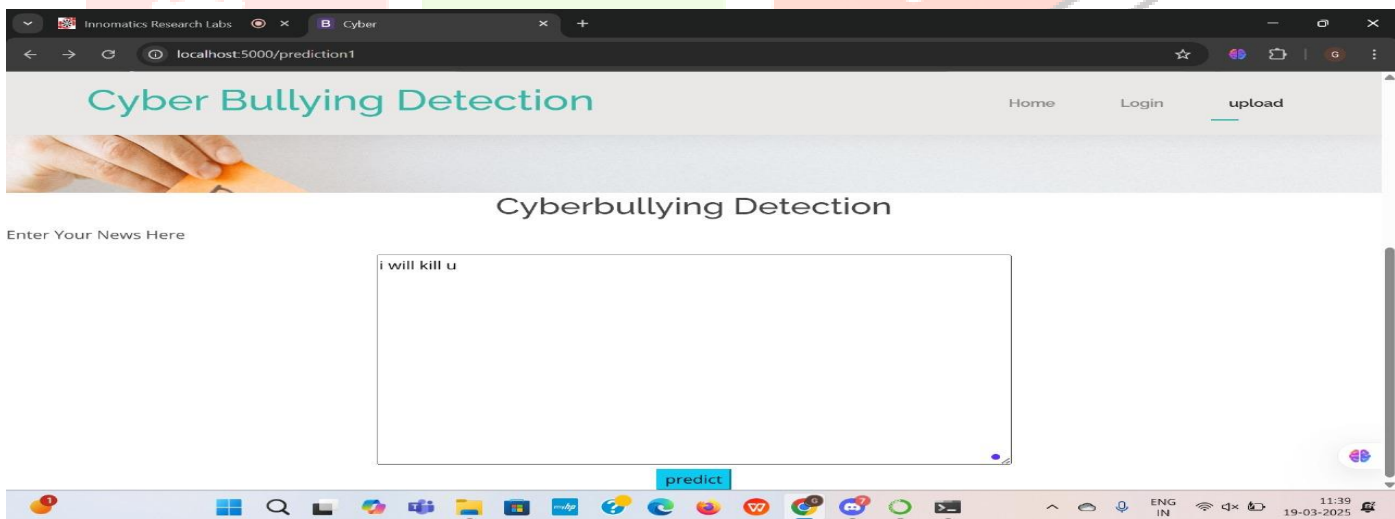 Innomatics Research Labs
B Cyber
localhost:5000/prediction1
G
Cyber Bullying Detection
Home Login upload
Cyberbullying Detection
Enter Your News Here
i will kill u
predict
ENG
IN
11:39
19-03-2025